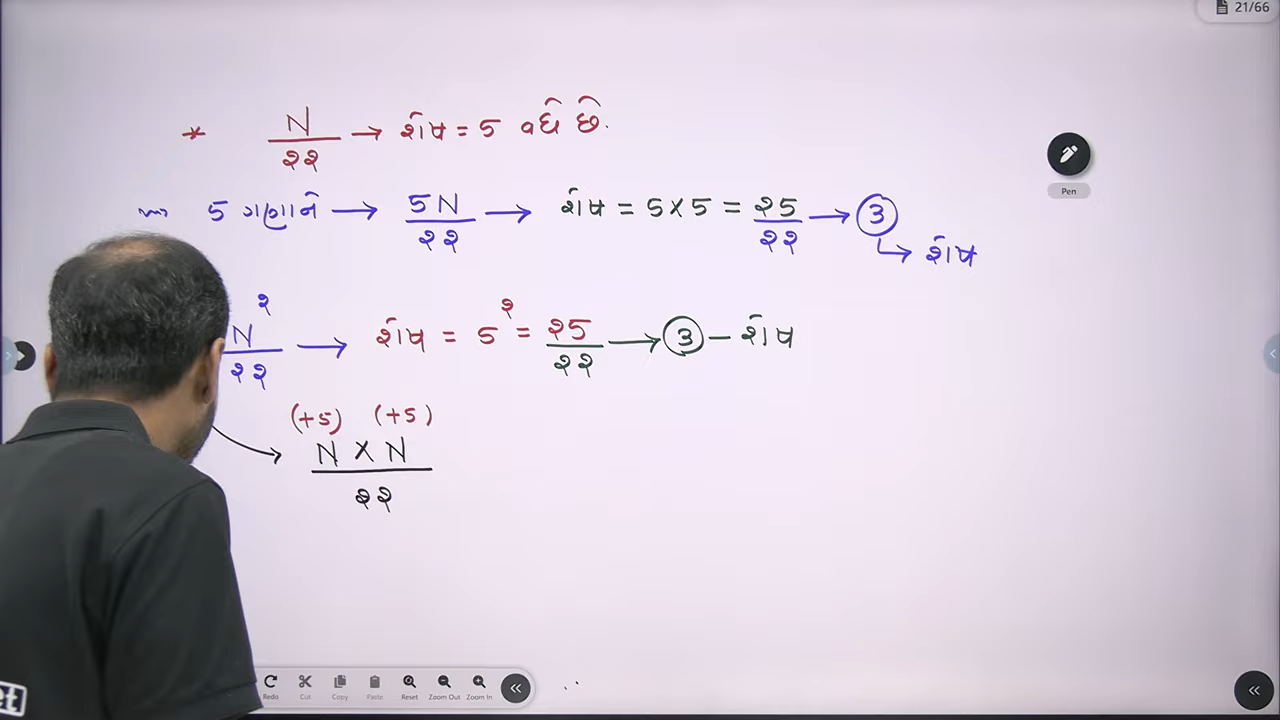 21/66
* N/૨૨ → શેષ = 5 વધે છે.
Pen
5 ગણાને → 5N/૨૨ → શેષ = 5 X 5 = ૨5/૨૨ → 3
↳ શેષ
N^૨/૨૨ → શેષ = 5^૨ = ૨5/૨૨ → 3 – શેષ
(+5) (+5)
N X N
૨૨
Redo Cut Copy Paste Reset Zoom Out Zoom In
et